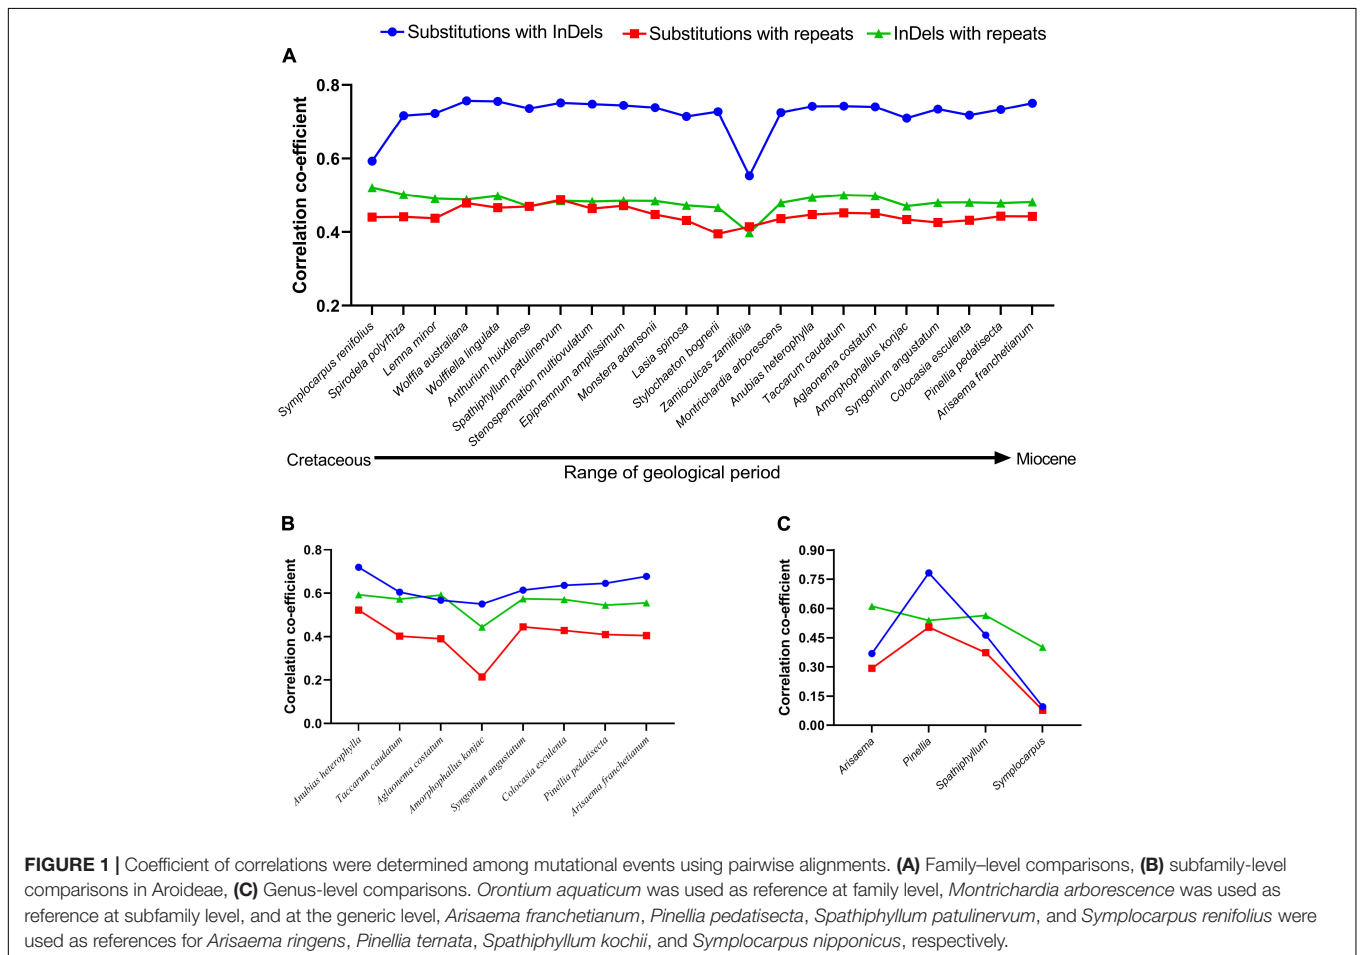 Substitutions with InDels
Substitutions with repeats
InDels with repeats
A
Correlation co-efficient
0.8
0.6
0.4
0.2
Symplocarpus renifolius
Spirodela polyrhiza
Lemna minor
Wolffia australiana
Wolffiella lingulata
Anthurium huixtlense
Spathiphyllum patulinervum
Stenospermation multiovulatum
Epipremnum amplissimum
Monstera adansonii
Lasia spinosa
Stylochaeton bognerii
Zamioculcas zamiifolia
Montrichardia arborescens
Anubias heterophylla
Taccarum caudatum
Aglaonema costatum
Amorphophallus konjac
Syngonium angustatum
Colocasia esculenta
Pinellia pedatisecta
Arisaema franchetianum
Cretaceous
Range of geological period
Miocene
B
Correlation co-efficient
0.8
0.6
0.4
0.2
0.0
Anubias heterophylla
Taccarum caudatum
Aglaonema costatum
Amorphophallus konjac
Syngonium angustatum
Colocasia esculenta
Pinellia pedatisecta
Arisaema franchetianum
C
Correlation co-efficient
0.90
0.75
0.60
0.45
0.30
0.15
0.00
Arisaema
Pinellia
Spathiphyllum
Symplocarpus
FIGURE 1 | Coefficient of correlations were determined among mutational events using pairwise alignments. (A) Family–level comparisons, (B) subfamily-level
comparisons in Aroideae, (C) Genus-level comparisons. Orontium aquaticum was used as reference at family level, Montrichardia arborescence was used as
reference at subfamily level, and at the generic level, Arisaema franchetianum, Pinellia pedatisecta, Spathiphyllum patulinervum, and Symplocarpus renifolius were
used as references for Arisaema ringens, Pinellia ternata, Spathiphyllum kochii, and Symplocarpus nipponicus, respectively.